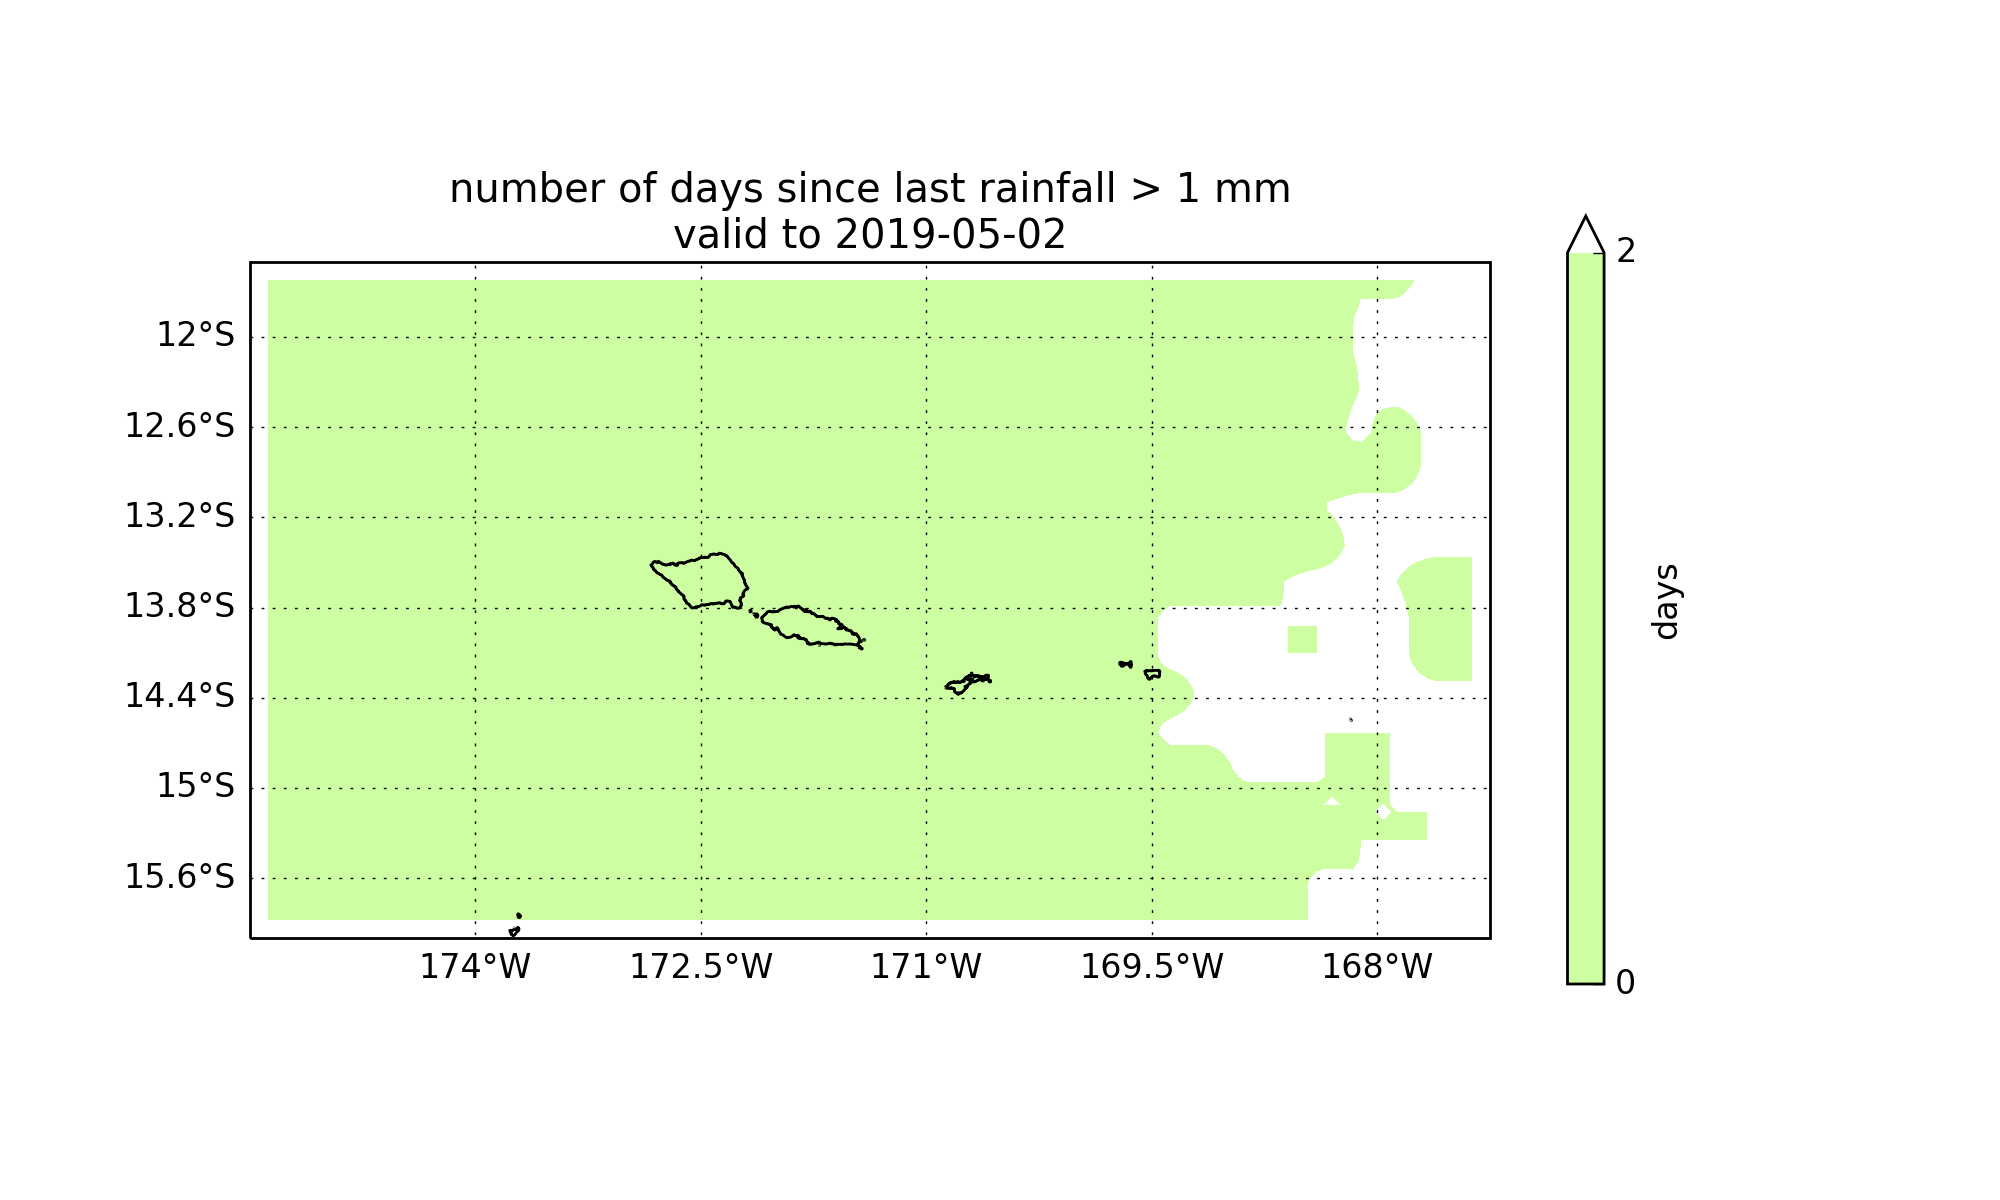 number of days since last rainfall > 1 mm
valid to 2019-05-02
2
12°S
12.6°S
13.2°S
13.8°S
14.4°S
15°S
15.6°S
days
174°W
172.5°W
171°W
169.5°W
168°W
0